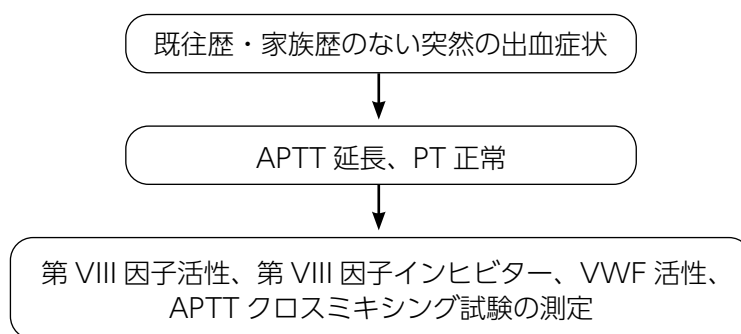 既往歴・家族歴のない突然の出血症状
APTT 延長、PT 正常
第 VIII 因子活性、第 VIII 因子インヒビター、VWF 活性、
APTT クロスミキシング試験の測定